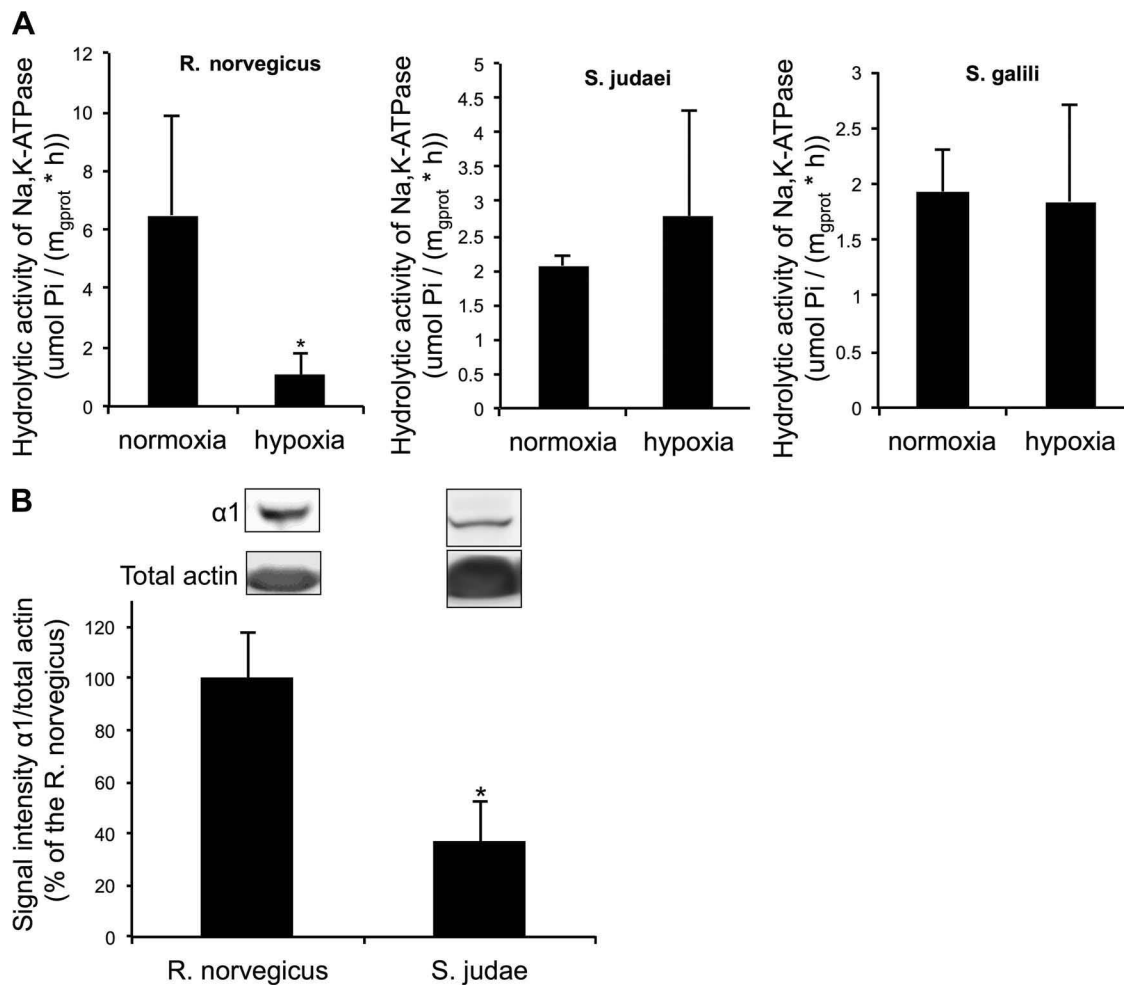 A
R. norvegicus
Hydrolytic activity of Na,K-ATPase
(umol Pi / (mgprot * h))
12
10
8
6
4
2
0
*
normoxia hypoxia
S. judaei
Hydrolytic activity of Na,K-ATPase
(umol Pi / (mgprot * h))
5
4.5
4
3.5
3
2.5
2
1.5
1
0.5
0
normoxia hypoxia
S. galili
Hydrolytic activity of Na,K-ATPase
(umol Pi / (mgprot * h))
3
2.5
2
1.5
1
0.5
0
normoxia hypoxia
B
α1
Total actin
Signal intensity α1/total actin
(% of the R. norvegicus)
120
100
80
60
40
20
0
*
R. norvegicus S. judae